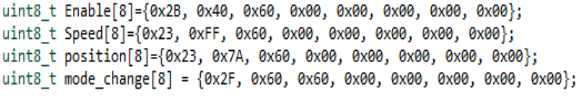 uint8_t Enable[8]={0x2B, 0x40, 0x60, 0x00, 0x00, 0x00, 0x00, 0x00};
uint8_t Speed[8]={0x23, 0xFF, 0x60, 0x00, 0x00, 0x00, 0x00, 0x00};
uint8_t position[8]={0x23, 0x7A, 0x60, 0x00, 0x00, 0x00, 0x00, 0x00};
uint8_t mode_change[8] = {0x2F, 0x60, 0x60, 0x00, 0x00, 0x00, 0x00, 0x00};